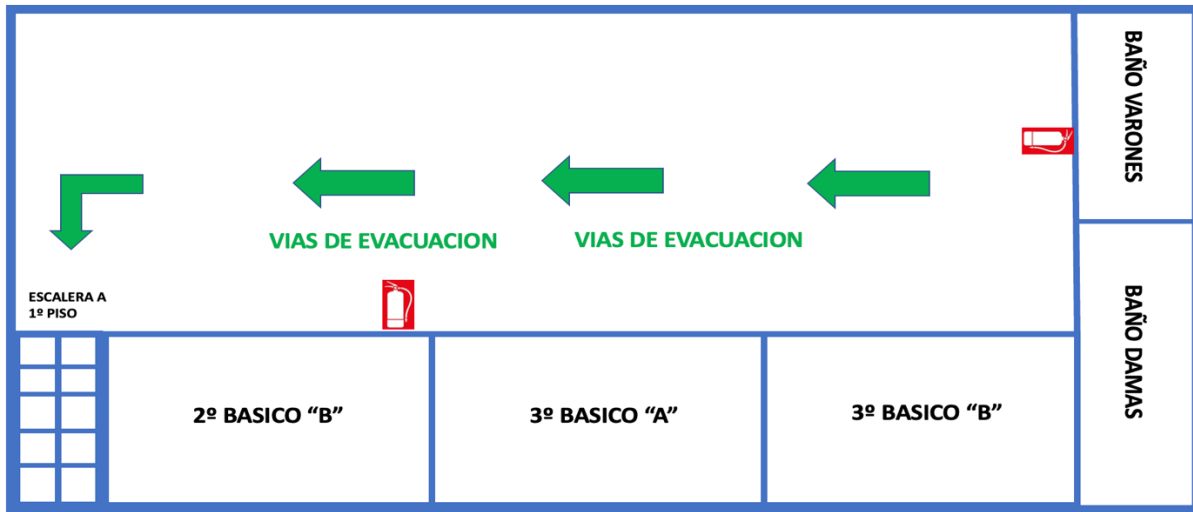 BAÑO VARONES
VIAS DE EVACUACION
VIAS DE EVACUACION
ESCALERA A
1º PISO
BAÑO DAMAS
2º BASICO “B”
3º BASICO “A”
3º BASICO “B”